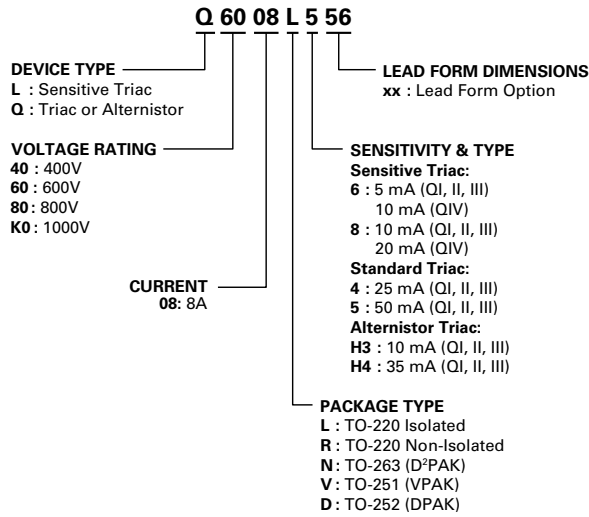 Q 60 08 L 5 56
DEVICE TYPE
L : Sensitive Triac
Q : Triac or Alternistor
VOLTAGE RATING
40 : 400V
60 : 600V
80 : 800V
K0 : 1000V
CURRENT
08: 8A
LEAD FORM DIMENSIONS
xx : Lead Form Option
SENSITIVITY & TYPE
Sensitive Triac:
6 : 5 mA (QI, II, III)
10 mA (QIV)
8 : 10 mA (QI, II, III)
20 mA (QIV)
Standard Triac:
4 : 25 mA (QI, II, III)
5 : 50 mA (QI, II, III)
Alternistor Triac:
H3 : 10 mA (QI, II, III)
H4 : 35 mA (QI, II, III)
PACKAGE TYPE
L : TO-220 Isolated
R : TO-220 Non-Isolated
N : TO-263 (D²PAK)
V : TO-251 (VPAK)
D : TO-252 (DPAK)